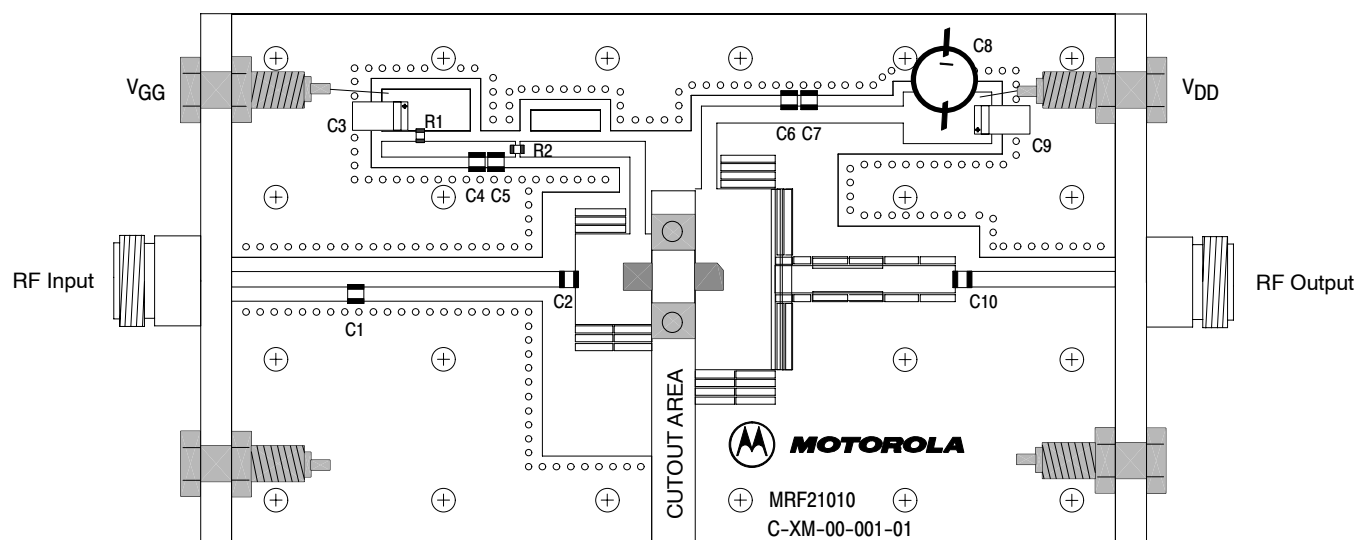 C8
VGG
VDD
C3
R1
C6 C7
C9
R2
C4 C5
RF Input
C2
C10
RF Output
C1
CUTOUT AREA
MOTOROLA
MRF21010
C-XM-00-001-01